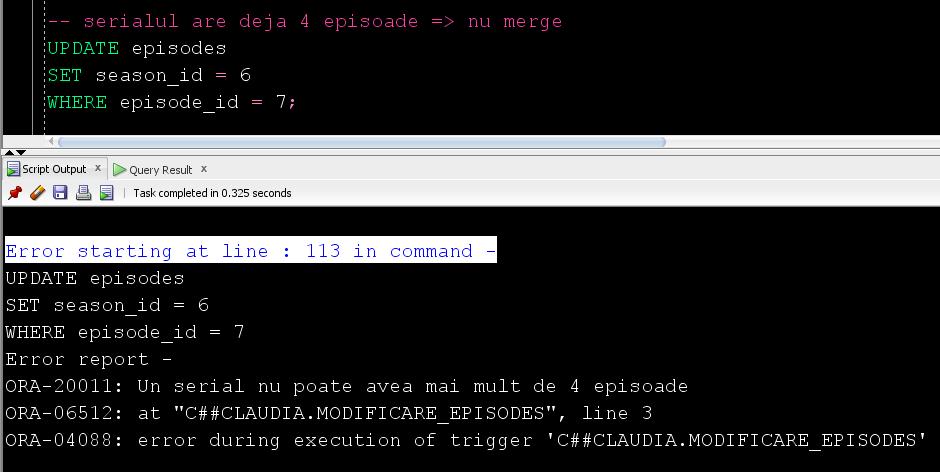 -- serialul are deja 4 episoade => nu merge
UPDATE episodes
SET season_id = 6
WHERE episode_id = 7;
Script Output x Query Result x
Task completed in 0.325 seconds
Error starting at line : 113 in command -
UPDATE episodes
SET season_id = 6
WHERE episode_id = 7
Error report -
ORA-20011: Un serial nu poate avea mai mult de 4 episoade
ORA-06512: at "C##CLAUDIA.MODIFICARE_EPISODES", line 3
ORA-04088: error during execution of trigger 'C##CLAUDIA.MODIFICARE_EPISODES'